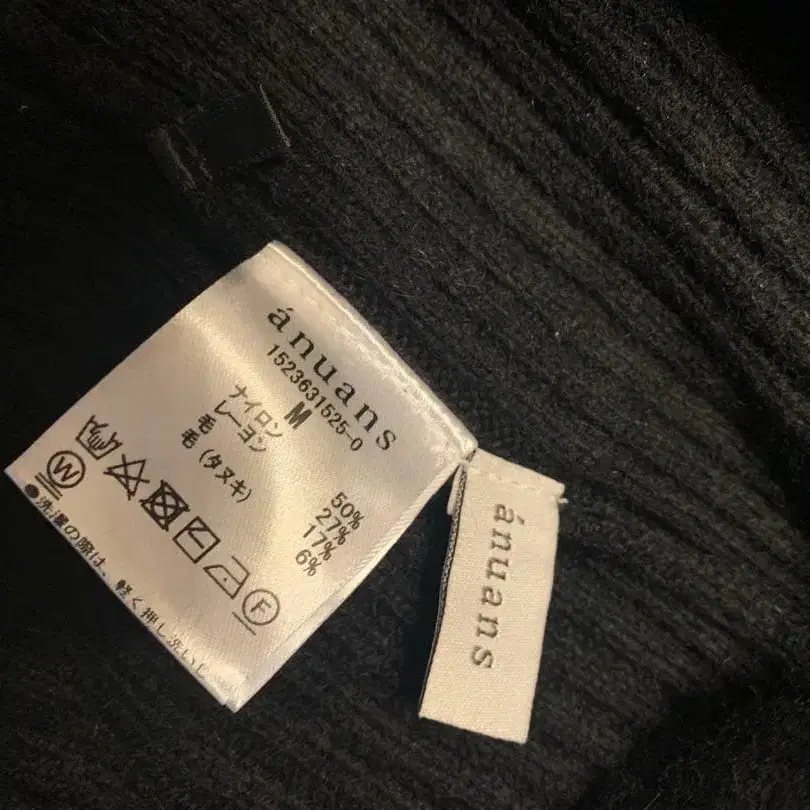 ánuans
1523631525-0
M
ナイロン 50%
レーヨン 27%
毛 17%
毛(タヌキ) 6%
W
F
●洗濯の際は、軽く押し洗いし
ánuans